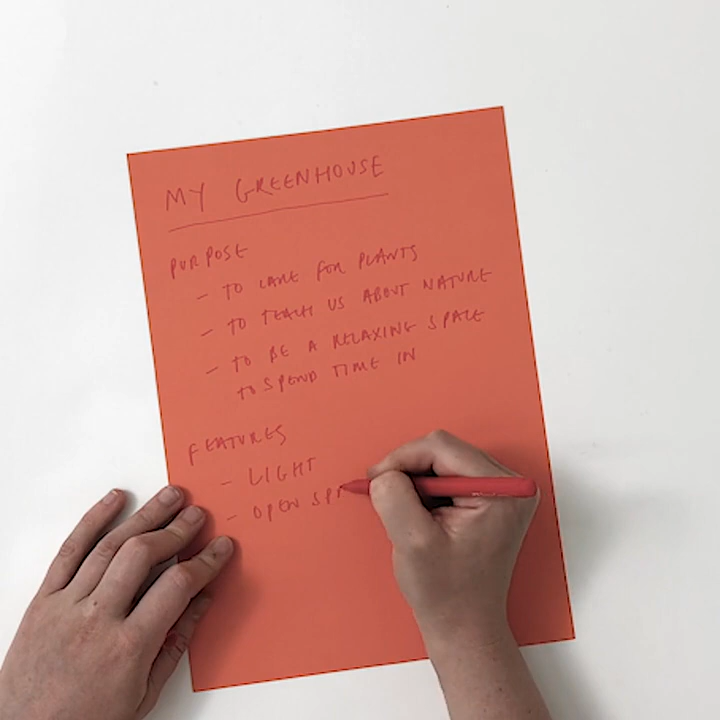 MY GREENHOUSE
PURPOSE
- TO CARE FOR PLANTS
- TO TEACH US ABOUT NATURE
- TO BE A RELAXING SPACE
TO SPEND TIME IN
FEATURES
- LIGHT
- OPEN SP